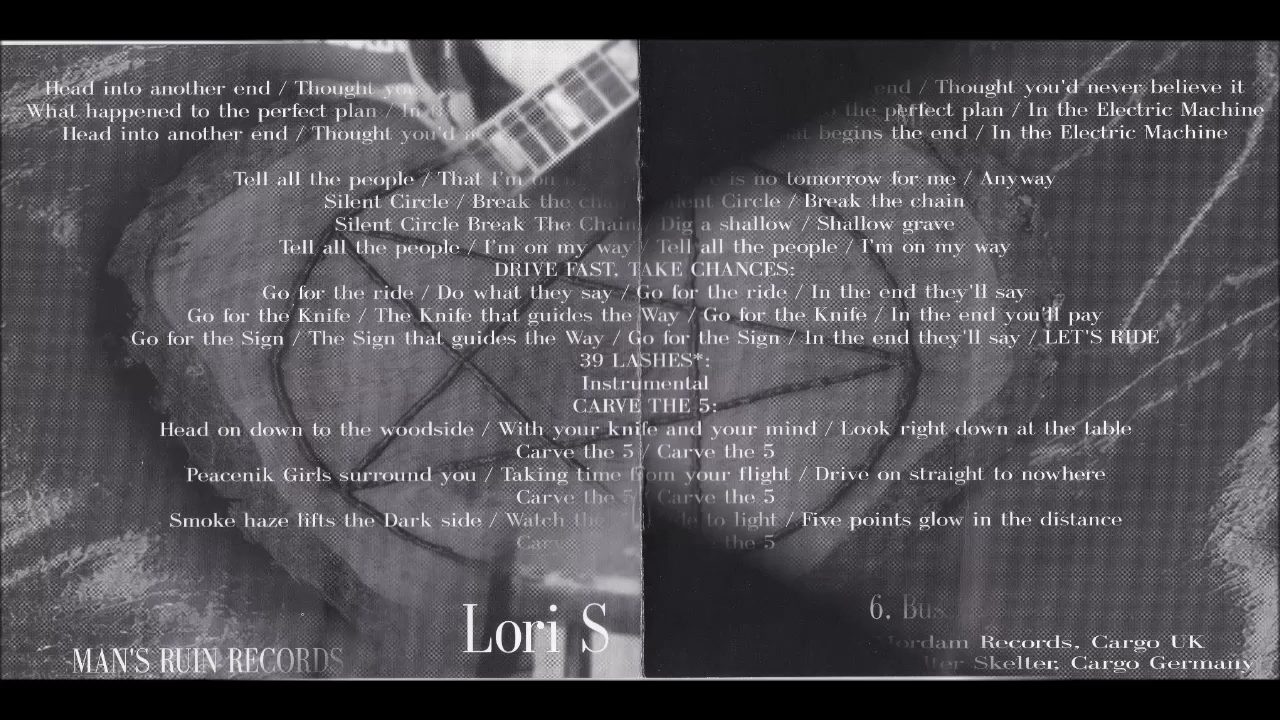 Head into another end / Thought you end / Thought you'd never believe it
What happened to the perfect plan / In the perfect plan / In the Electric Machine
Head into another end / Thought you'd that begins the end / In the Electric Machine
Tell all the people / That I'm on is no tomorrow for me / Anyway
Silent Circle / Break the chain Silent Circle / Break the chain
Silent Circle Break The Chain / Dig a shallow / Shallow grave
Tell all the people / I'm on my way / Tell all the people / I'm on my way
DRIVE FAST, TAKE CHANCES:
Go for the ride / Do what they say / Go for the ride / In the end they'll say
Go for the Knife / The Knife that guides the Way / Go for the Knife / In the end you'll pay
Go for the Sign / The Sign that guides the Way / Go for the Sign / In the end they'll say / LET'S RIDE
39 LASHES*:
Instrumental
CARVE THE 5:
Head on down to the woodside / With your knife and your mind / Look right down at the table
Carve the 5 / Carve the 5
Peacenik Girls surround you / Taking time from your flight / Drive on straight to nowhere
Carve the 5 / Carve the 5
Smoke haze lifts the Dark side / Watch the to light / Five points glow in the distance
Carve the 5
Lori S
6. Bus
MAN'S RUIN RECORDS
Mordam Records, Cargo UK
Skelter, Cargo Germany